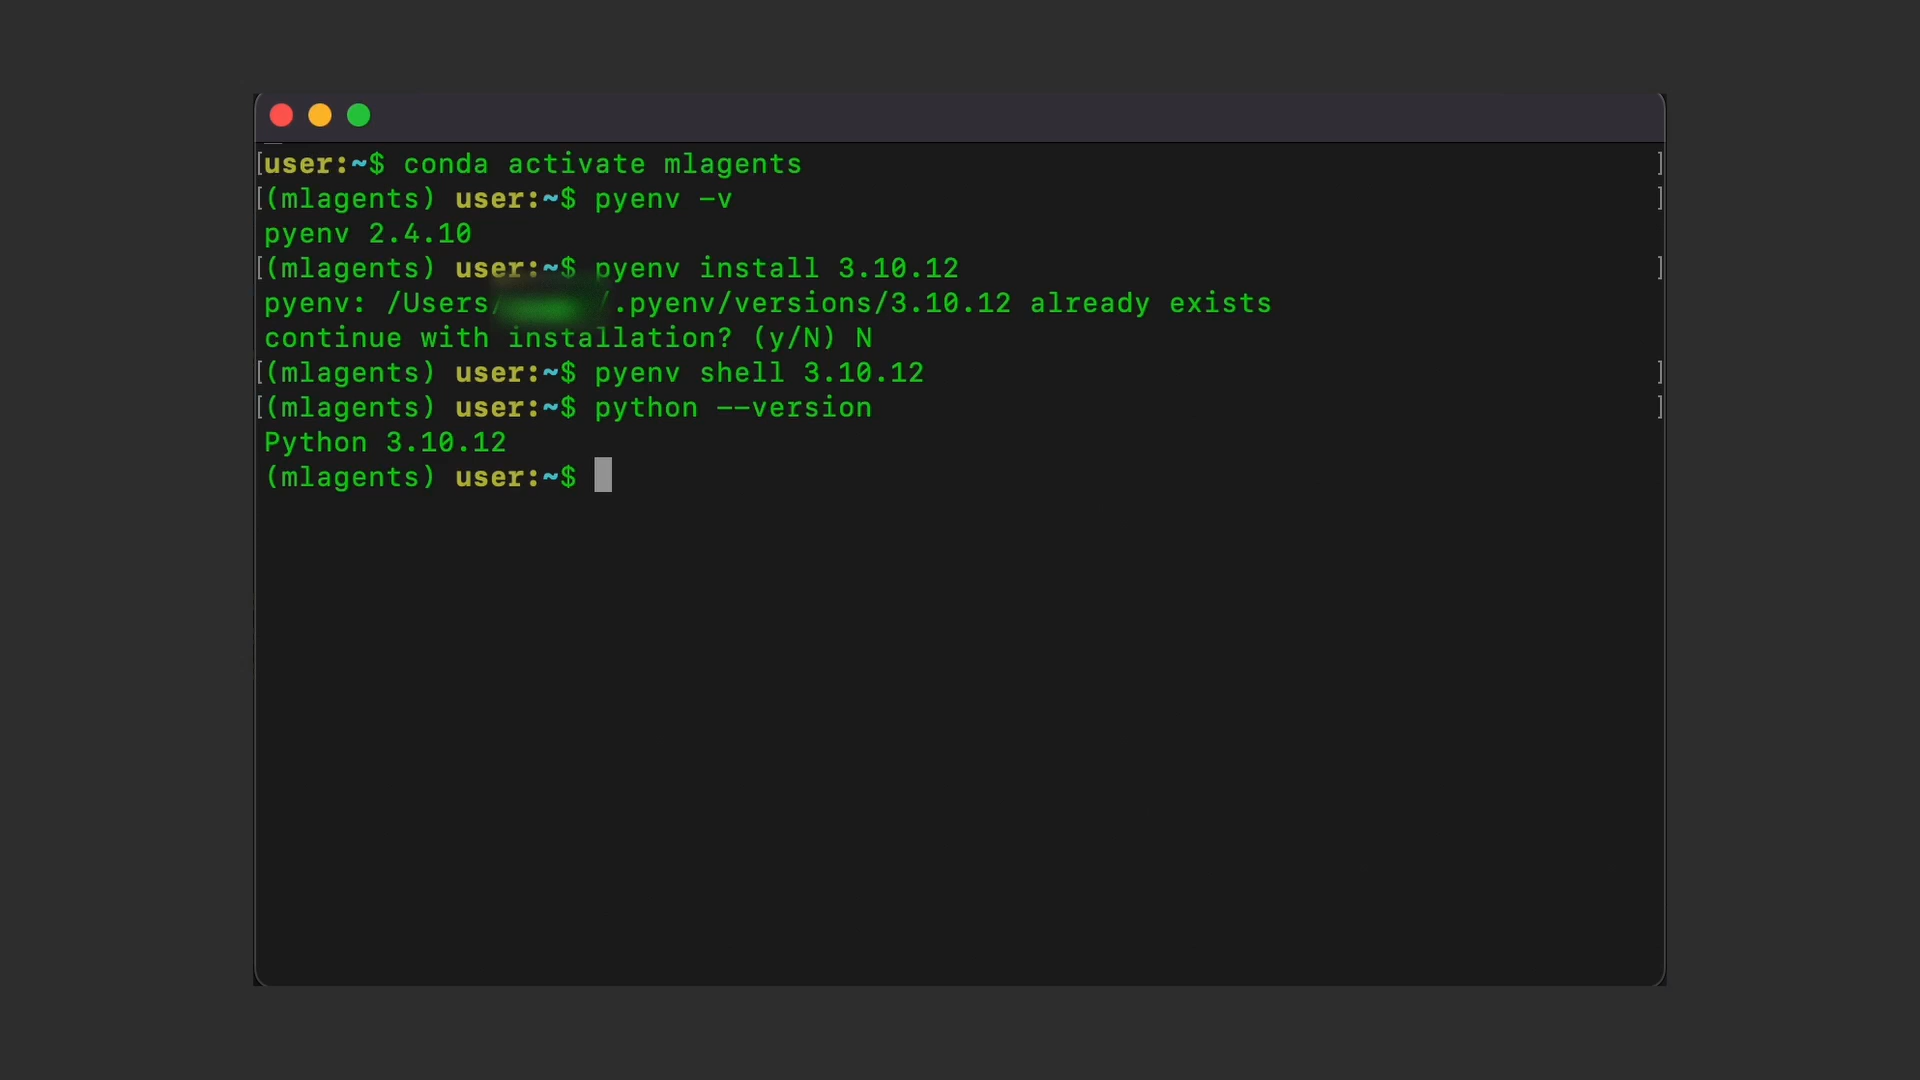 [user:~$ conda activate mlagents ]
[(mlagents) user:~$ pyenv -v ]
pyenv 2.4.10
[(mlagents) user:~$ pyenv install 3.10.12 ]
pyenv: /Users/ /.pyenv/versions/3.10.12 already exists
continue with installation? (y/N) N
[(mlagents) user:~$ pyenv shell 3.10.12 ]
[(mlagents) user:~$ python --version ]
Python 3.10.12
(mlagents) user:~$